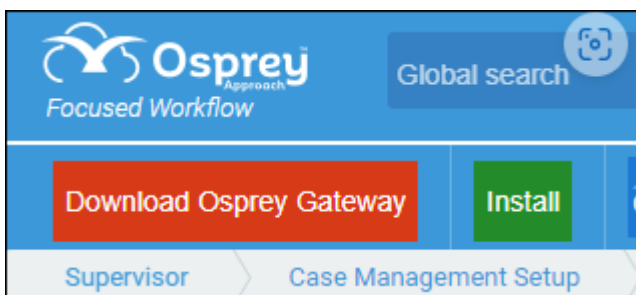 Osprey
Approach
Focused Workflow
Global search
Download Osprey Gateway
Install
Supervisor
Case Management Setup